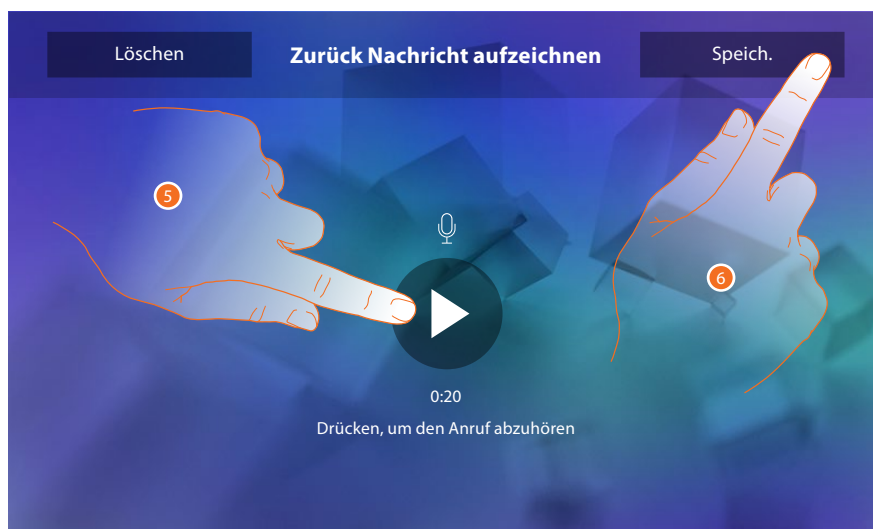 Löschen
Zurück Nachricht aufzeichnen
Speich.
5
6
0:20
Drücken, um den Anruf abzuhören